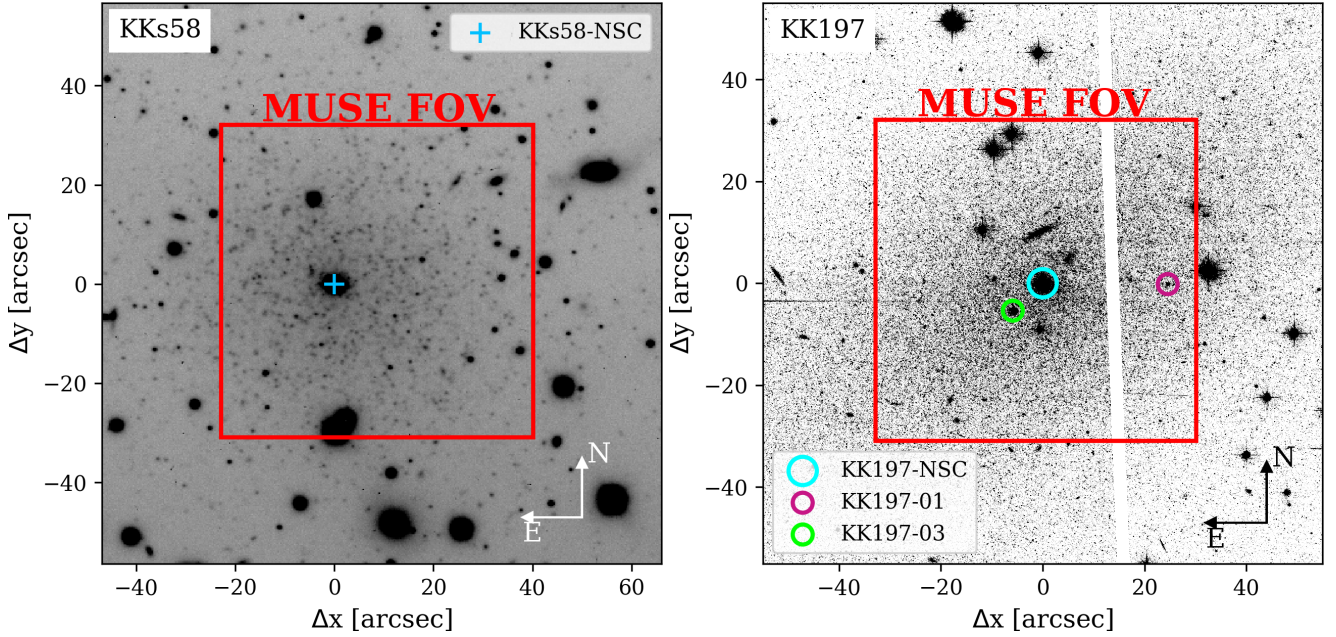 KKs58
KKs58-NSC
MUSE FOV
40
20
0
−20
−40
Δy [arcsec]
N
E
−40
−20
0
20
40
60
Δx [arcsec]
KK197
MUSE FOV
40
20
0
−20
−40
Δy [arcsec]
KK197-NSC
KK197-01
KK197-03
N
E
−40
−20
0
20
40
Δx [arcsec]